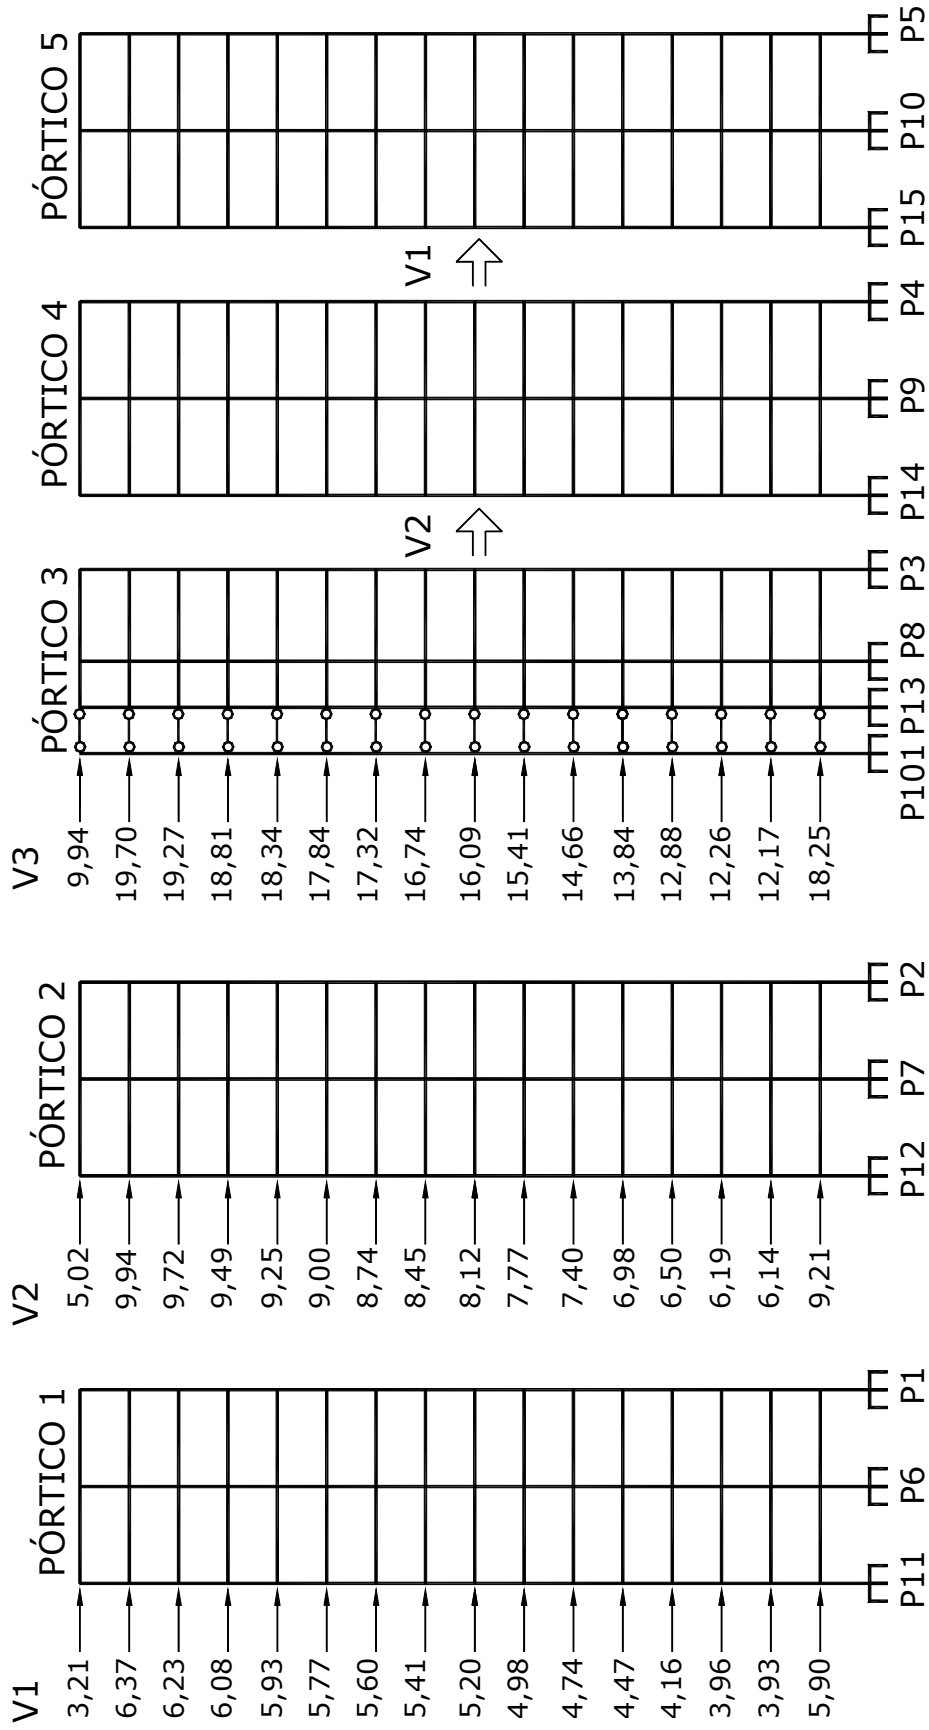 V1
PÓRTICO 1
3,21
6,37
6,23
6,08
5,93
5,77
5,60
5,41
5,20
4,98
4,74
4,47
4,16
3,96
3,93
5,90
P11
P6
P1
V2
PÓRTICO 2
5,02
9,94
9,72
9,49
9,25
9,00
8,74
8,45
8,12
7,77
7,40
6,98
6,50
6,19
6,14
9,21
P12
P7
P2
V3
PÓRTICO 3
9,94
19,70
19,27
18,81
18,34
17,84
17,32
16,74
16,09
15,41
14,66
13,84
12,88
12,26
12,17
18,25
P101
P13
P8
P3
V2
PÓRTICO 4
P14
P9
P4
V1
PÓRTICO 5
P15
P10
P5